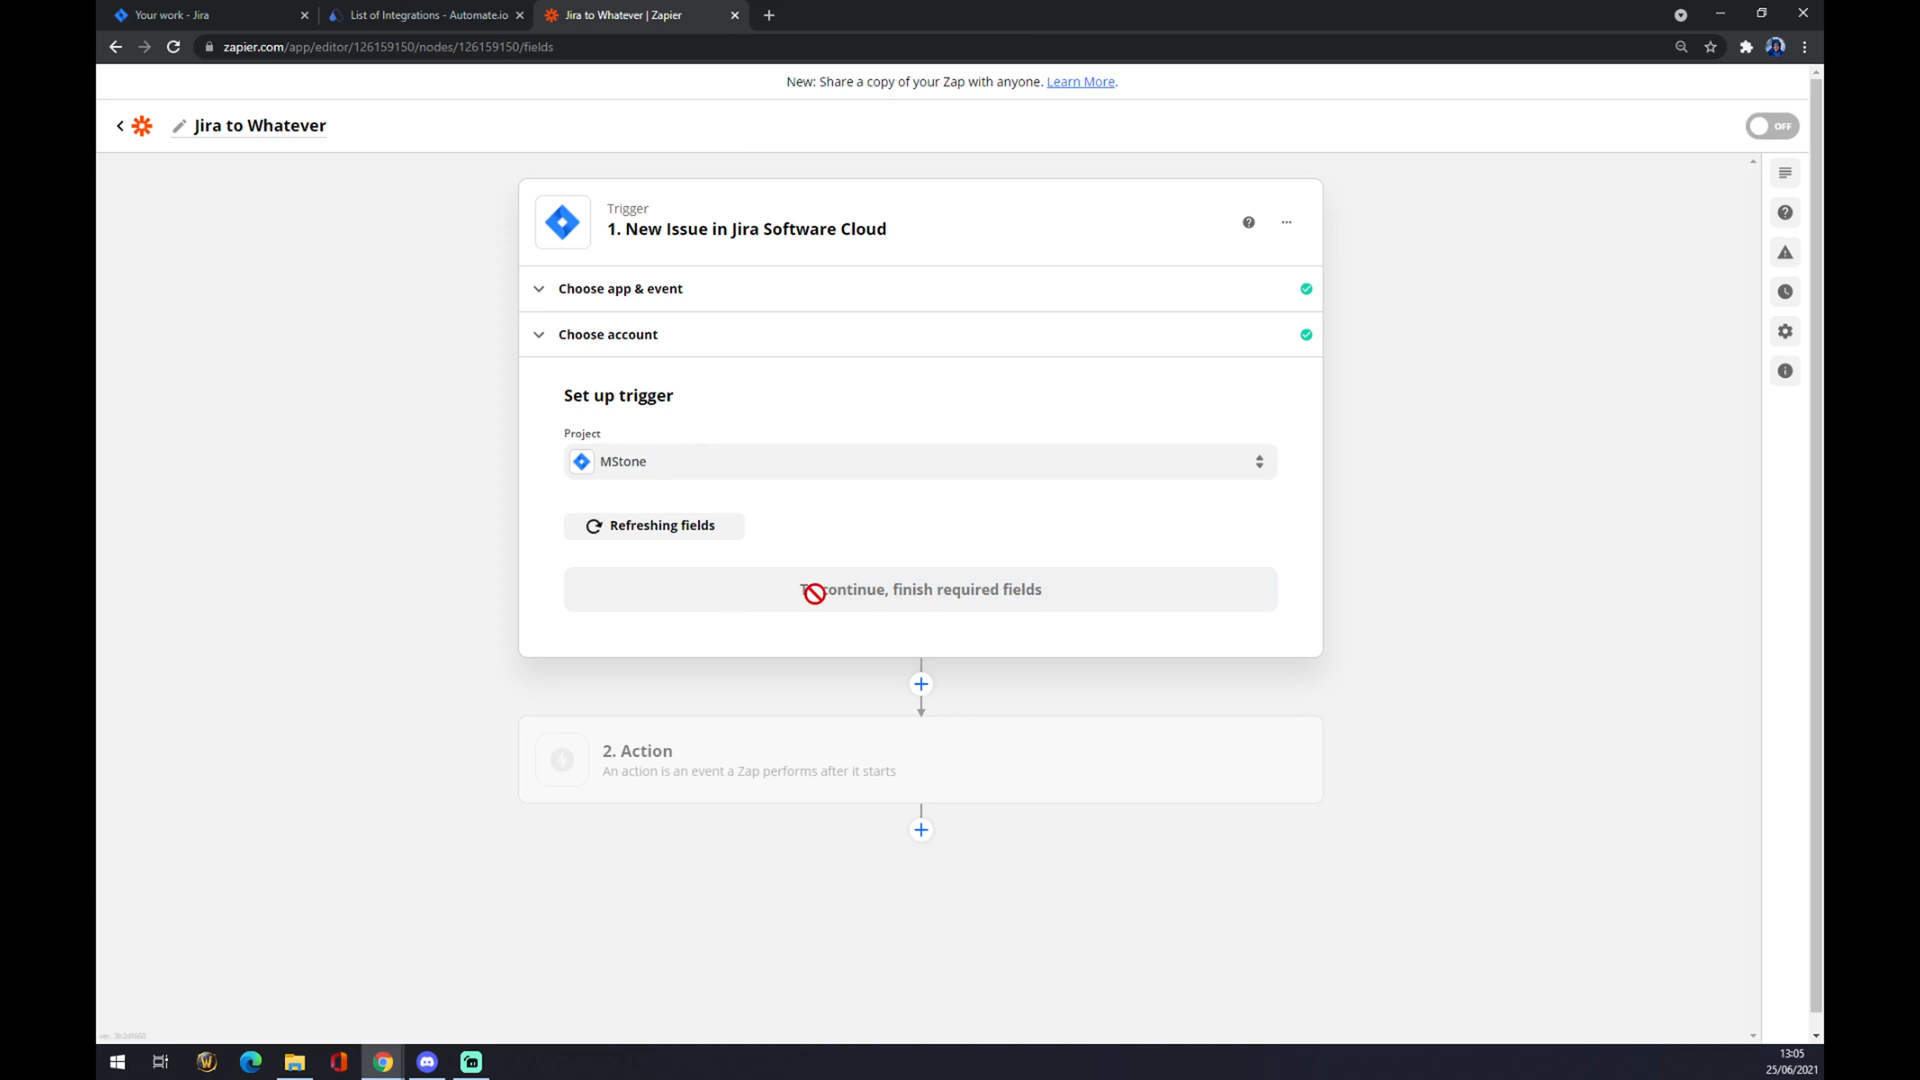 Your work - Jira
List of Integrations - Automate.io
Jira to Whatever | Zapier
zapier.com/app/editor/126159150/nodes/126159150/fields
New: Share a copy of your Zap with anyone. Learn More.
Jira to Whatever
OFF
Trigger
1. New Issue in Jira Software Cloud
Choose app & event
Choose account
Set up trigger
Project
MStone
Refreshing fields
continue, finish required fields
2. Action
An action is an event a Zap performs after it starts
13:05
25/06/2021